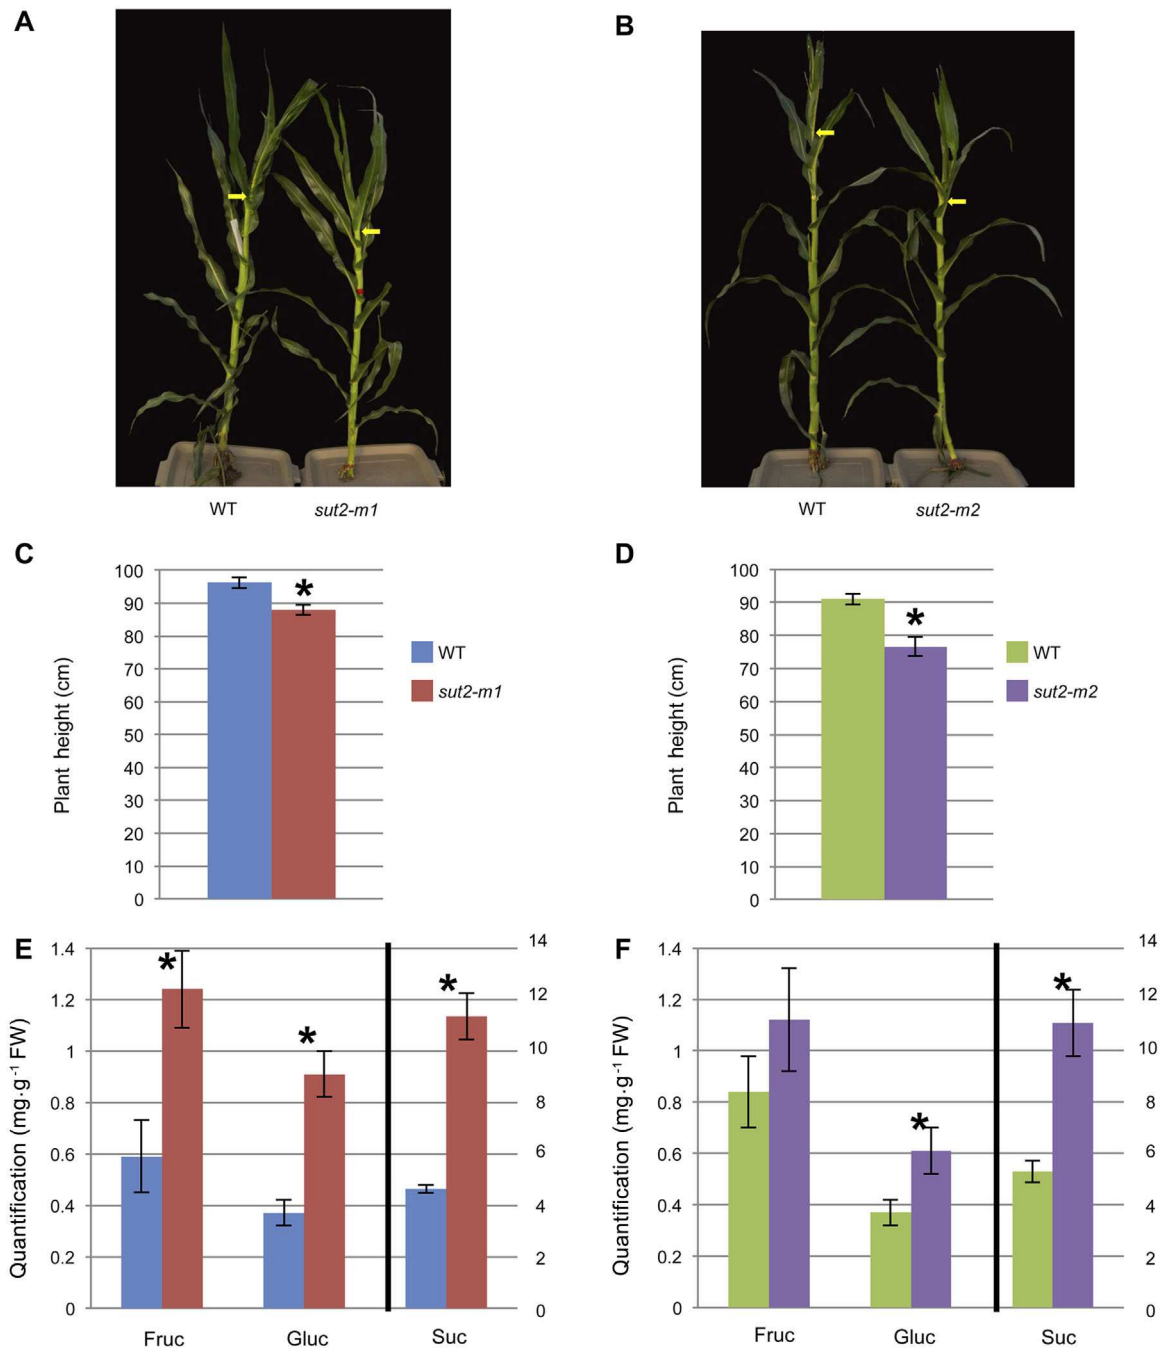 A
B
WT
sut2-m1
WT
sut2-m2
C
D
Plant height (cm)
100
90
80
70
60
50
40
30
20
10
0
*
WT
sut2-m1
Plant height (cm)
100
90
80
70
60
50
40
30
20
10
0
*
WT
sut2-m2
E
F
Quantification (mg·g⁻¹ FW)
1.4
1.2
1
0.8
0.6
0.4
0.2
0
*
*
*
14
12
10
8
6
4
2
0
Fruc
Gluc
Suc
Quantification (mg·g⁻¹ FW)
1.4
1.2
1
0.8
0.6
0.4
0.2
0
*
*
14
12
10
8
6
4
2
0
Fruc
Gluc
Suc